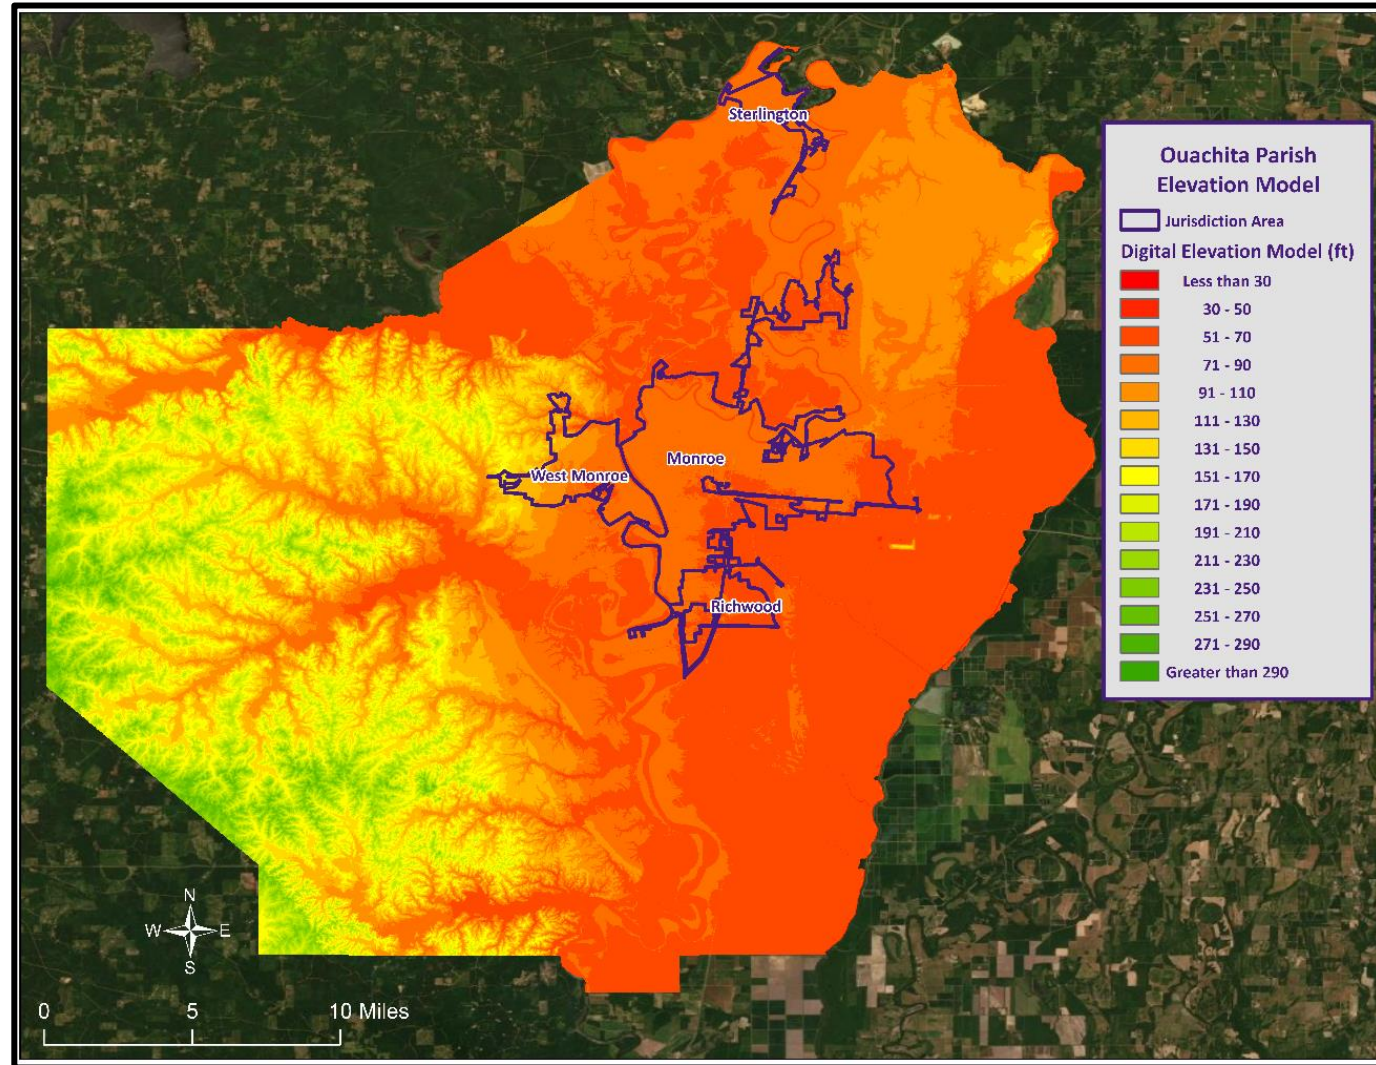 Sterlington
Monroe
West Monroe
Richwood
Ouachita Parish
Elevation Model
Jurisdiction Area
Digital Elevation Model (ft)
Less than 30
30 - 50
51 - 70
71 - 90
91 - 110
111 - 130
131 - 150
151 - 170
171 - 190
191 - 210
211 - 230
231 - 250
251 - 270
271 - 290
Greater than 290
N
W E
S
0 5 10 Miles